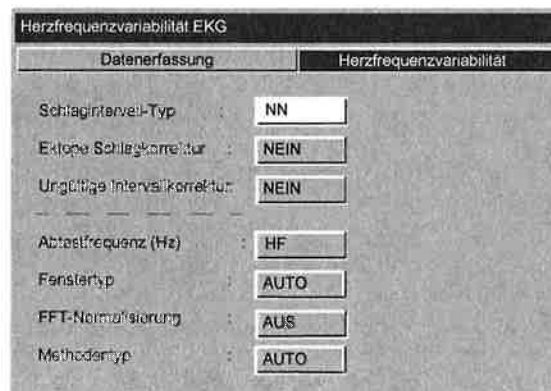 Herzfrequenzvariabilität EKG
Datenerfassung Herzfrequenzvariabilität
Schlagintervall-Typ : NN
Ektope Schlagkorrektur : NEIN
Ungültige Intervallkorrektur: NEIN
Abtastfrequenz (Hz) : HF
Fenstertyp : AUTO
FFT-Normalisierung : AUS
Methodentyp : AUTO